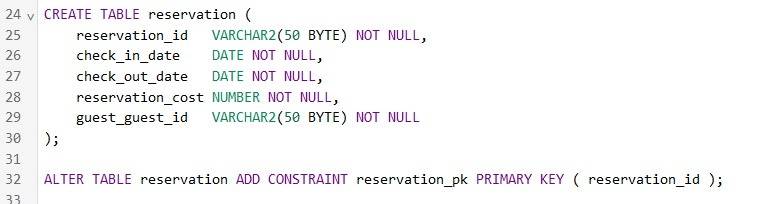 24 CREATE TABLE reservation (
25     reservation_id   VARCHAR2(50 BYTE) NOT NULL,
26     check_in_date    DATE NOT NULL,
27     check_out_date   DATE NOT NULL,
28     reservation_cost NUMBER NOT NULL,
29     guest_guest_id   VARCHAR2(50 BYTE) NOT NULL
30 );
31
32 ALTER TABLE reservation ADD CONSTRAINT reservation_pk PRIMARY KEY ( reservation_id );
33